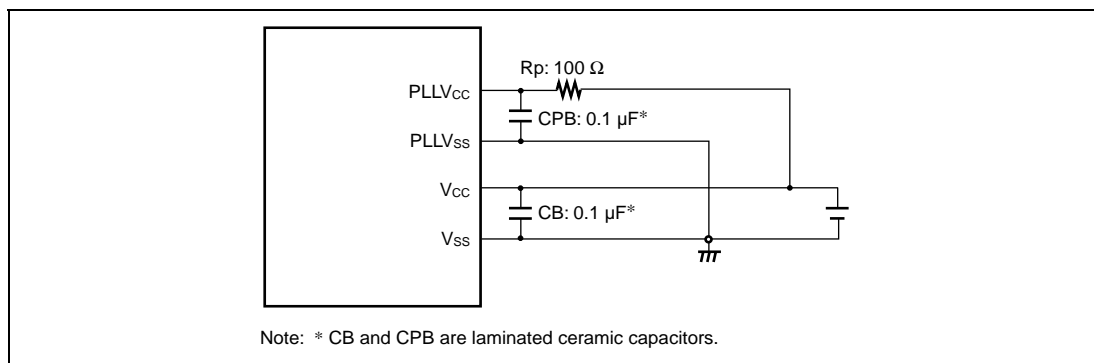 Rp: 100 Ω
PLLVCC
CPB: 0.1 µF*
PLLVSS
VCC
CB: 0.1 µF*
VSS
Note: * CB and CPB are laminated ceramic capacitors.